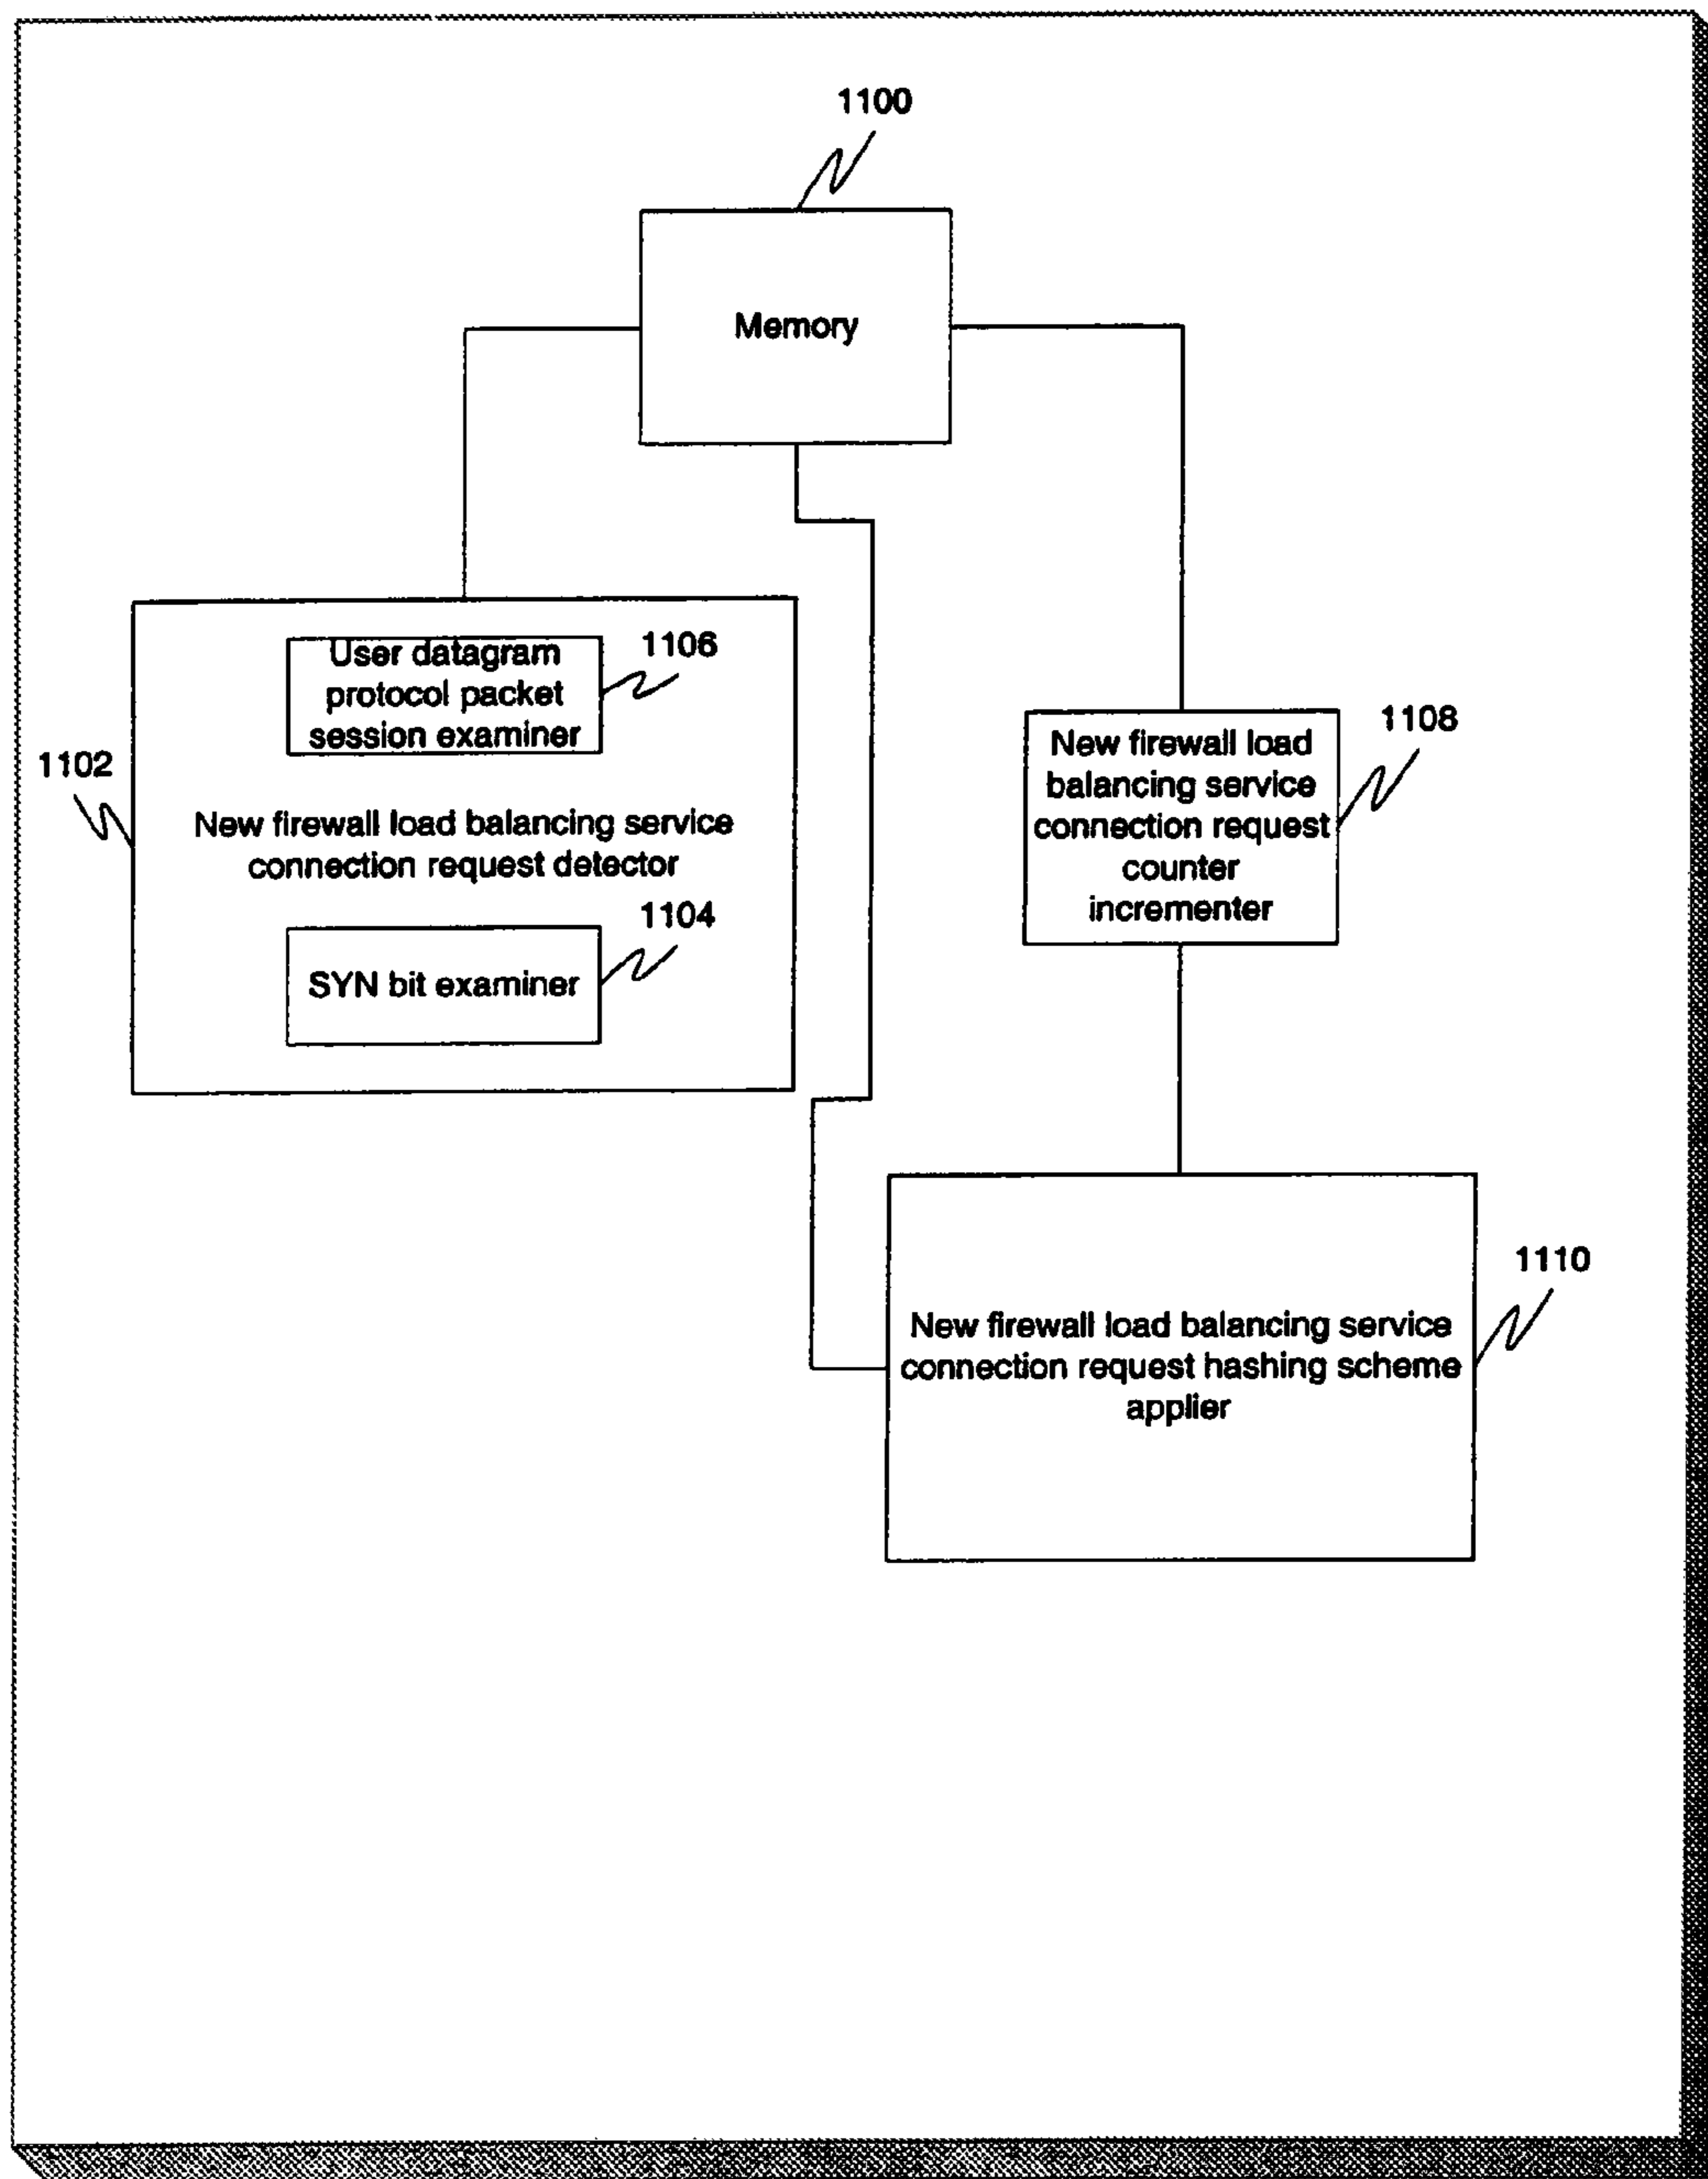 1100
Memory
User datagram
protocol packet
session examiner
1106
1102
New firewall load balancing service
connection request detector
1104
SYN bit examiner
New firewall load
balancing service
connection request
counter
incrementer
1108
1110
New firewall load balancing service
connection request hashing scheme
applier